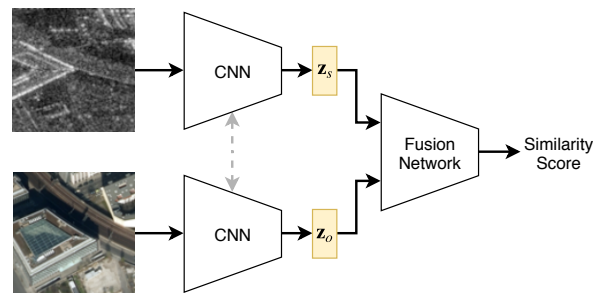 CNN
z_s
Fusion
Network
Similarity
Score
CNN
z_o